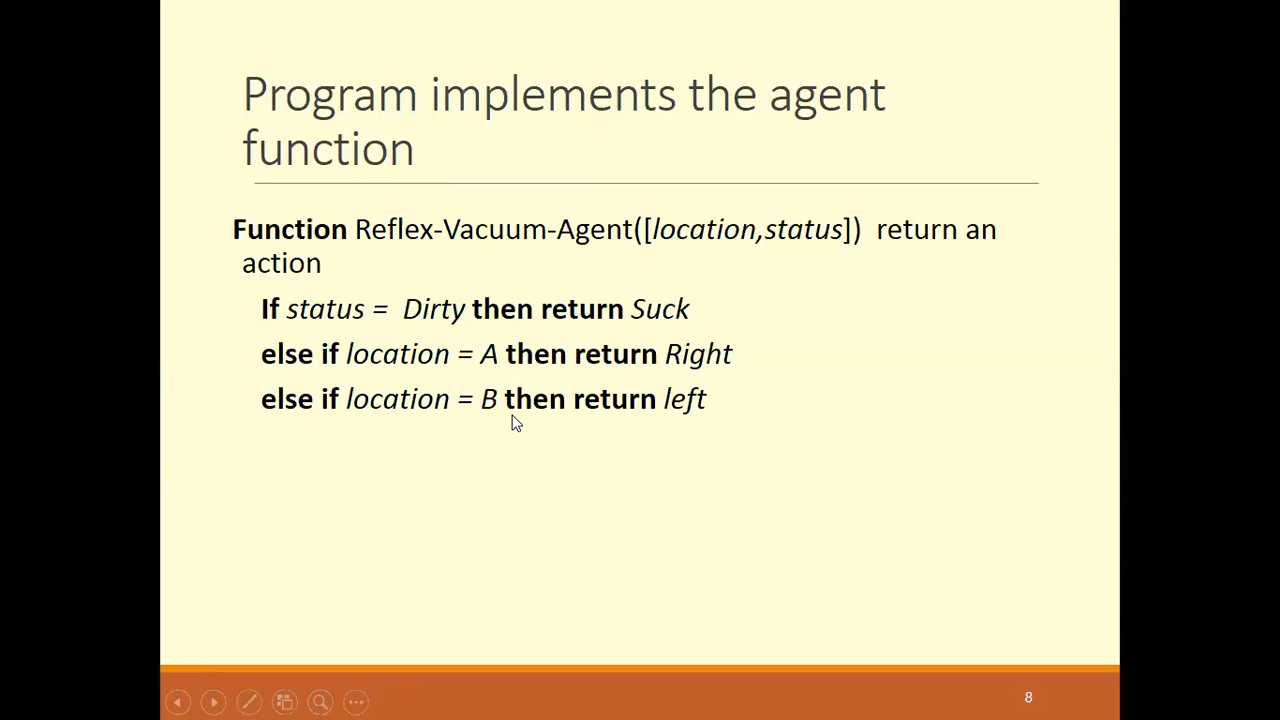 Program implements the agent
function
Function Reflex-Vacuum-Agent([location,status]) return an
action
If status = Dirty then return Suck
else if location = A then return Right
else if location = B then return left
8